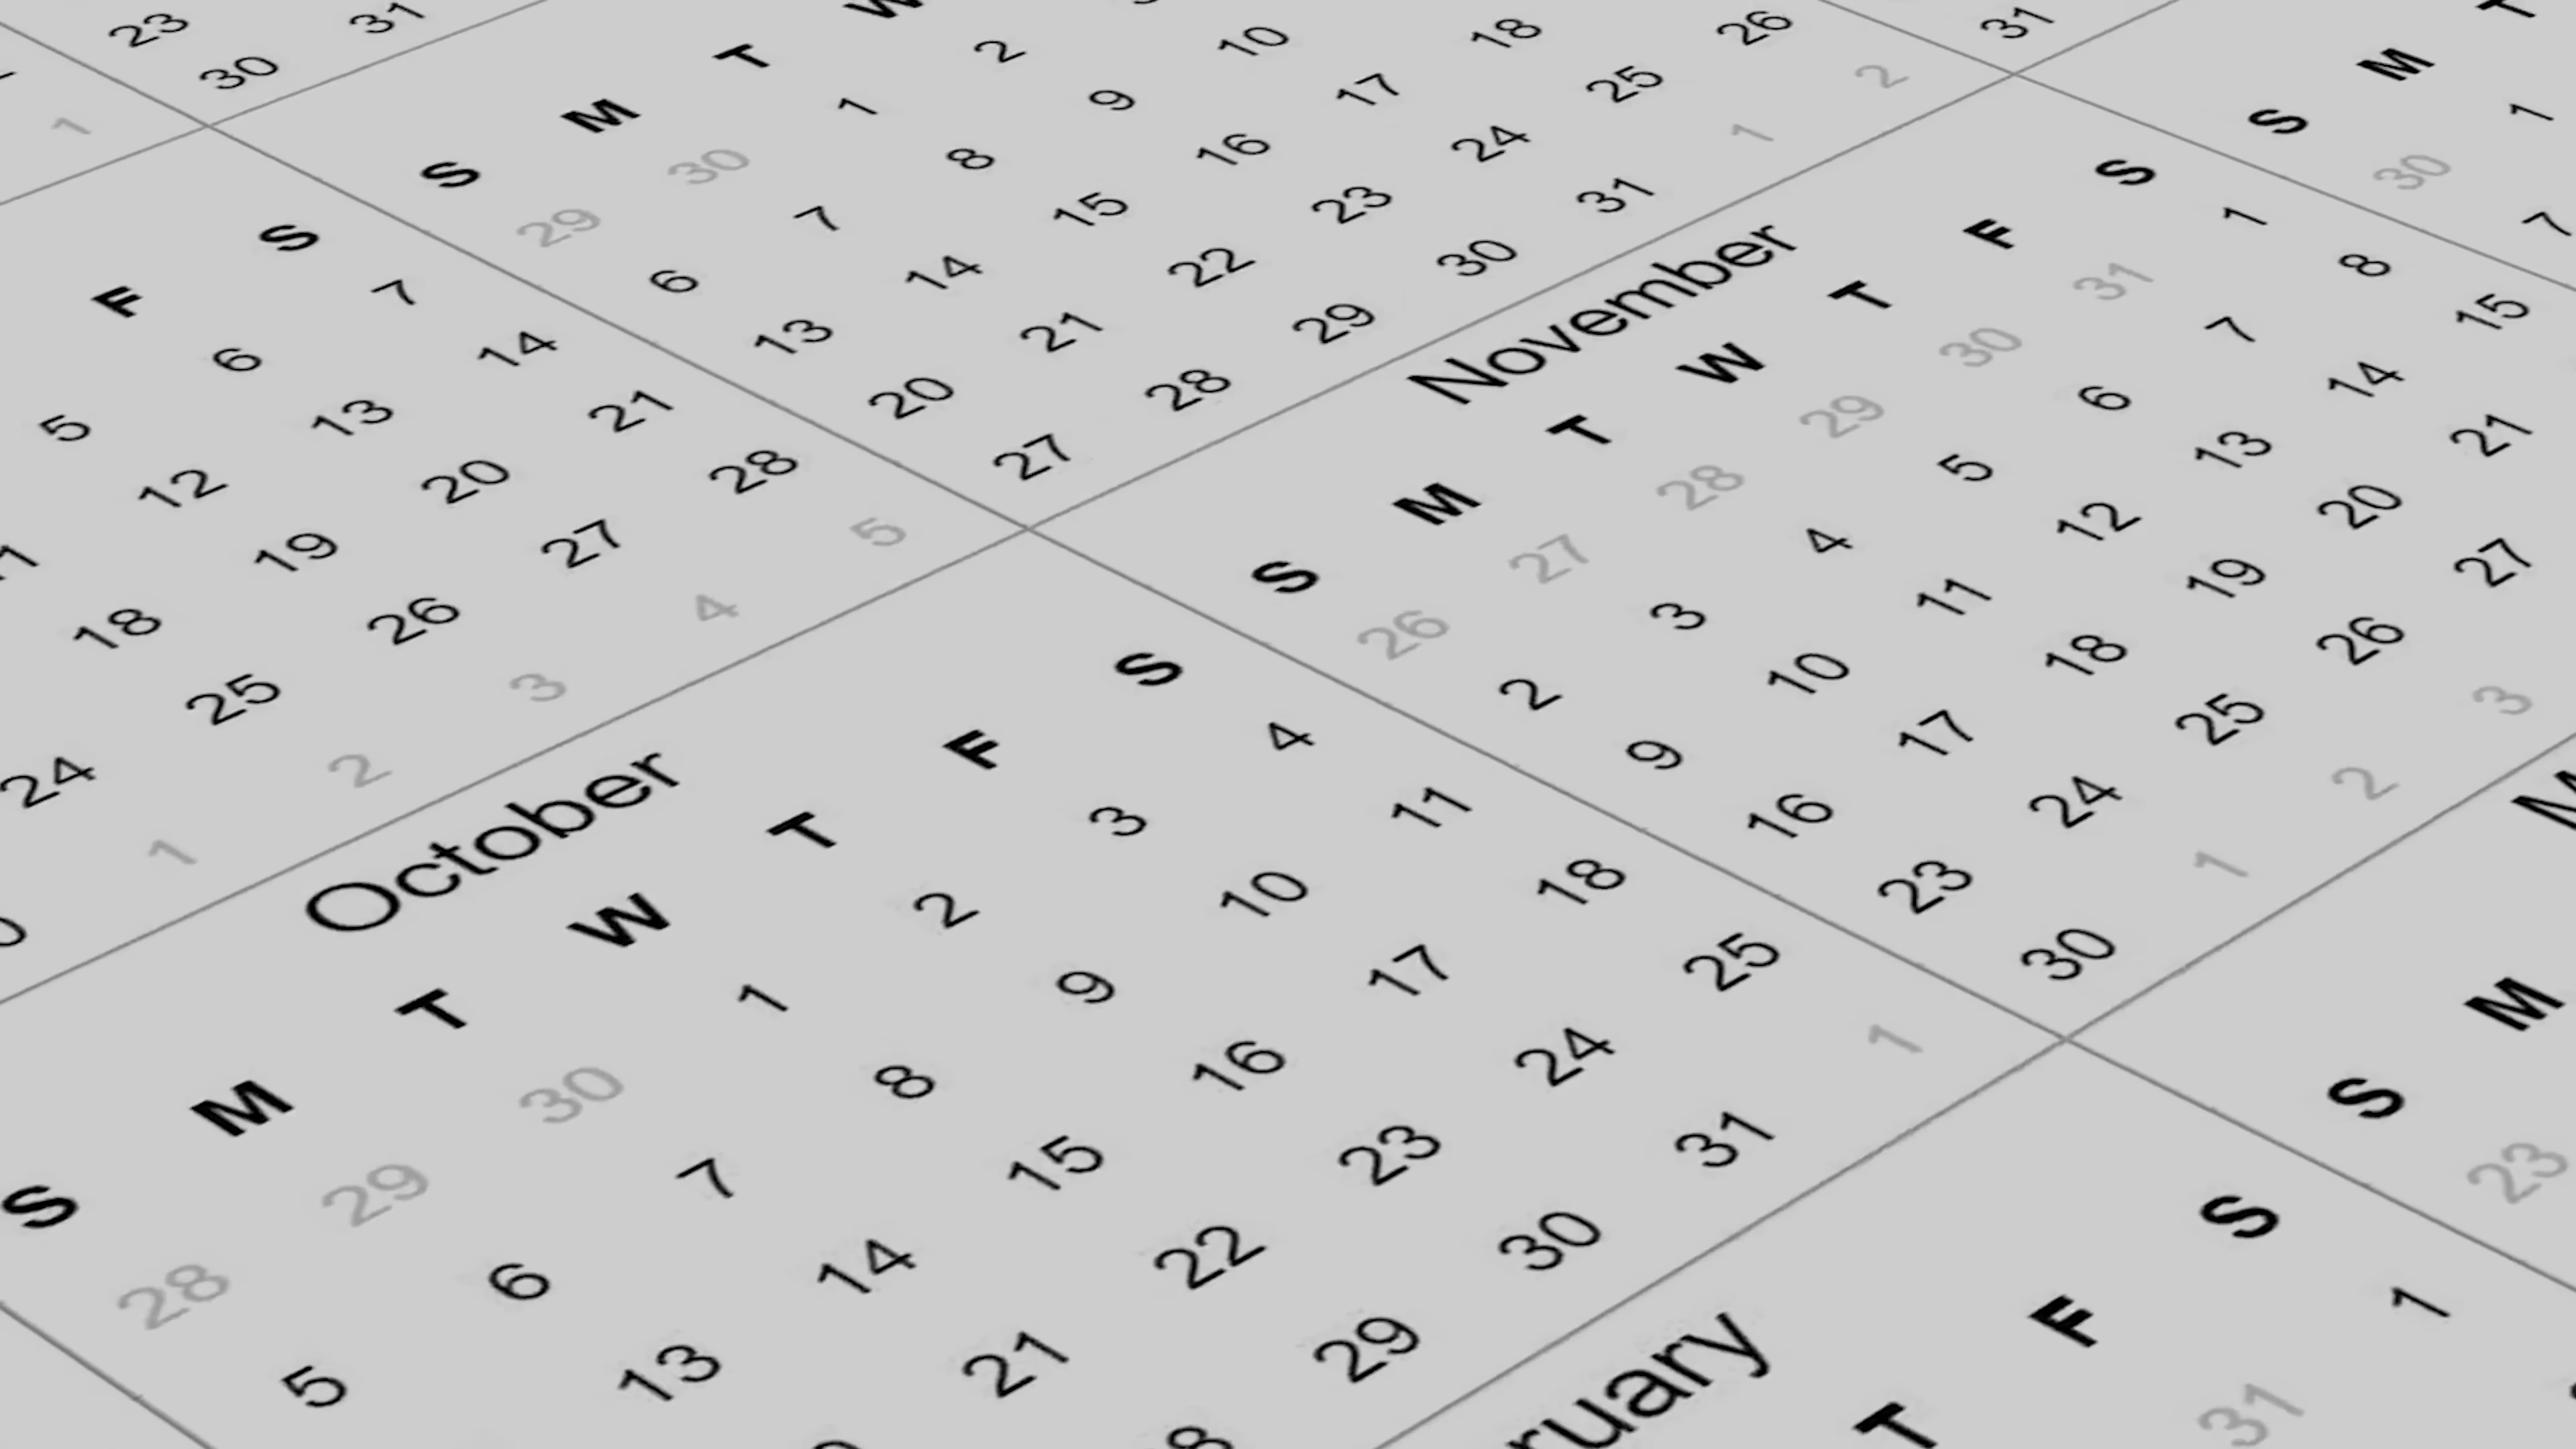 23
30 31
1
S M T W
29 30 1 2
6 7 8 9 10
13 14 15 16 17 18
20 21 22 23 24 25 26
27 28 29 30 31 1 2
31
S M T
30 1
7
F S
5 6 7
12 13 14
18 19 20 21
24 25 26 27 28
1 2 3 4 5
November
S M T W T F S
26 27 28 29 30 31 1
2 3 4 5 6 7 8
9 10 11 12 13 14 15
16 17 18 19 20 21
23 24 25 26 27
30 1 2 3
October
S M T W T F S
28 29 30 1 2 3 4
5 6 7 8 9 10 11
13 14 15 16 17 18
21 22 23 24 25
29 30 31 1
ruary
T F S
31 1
M
S M
23